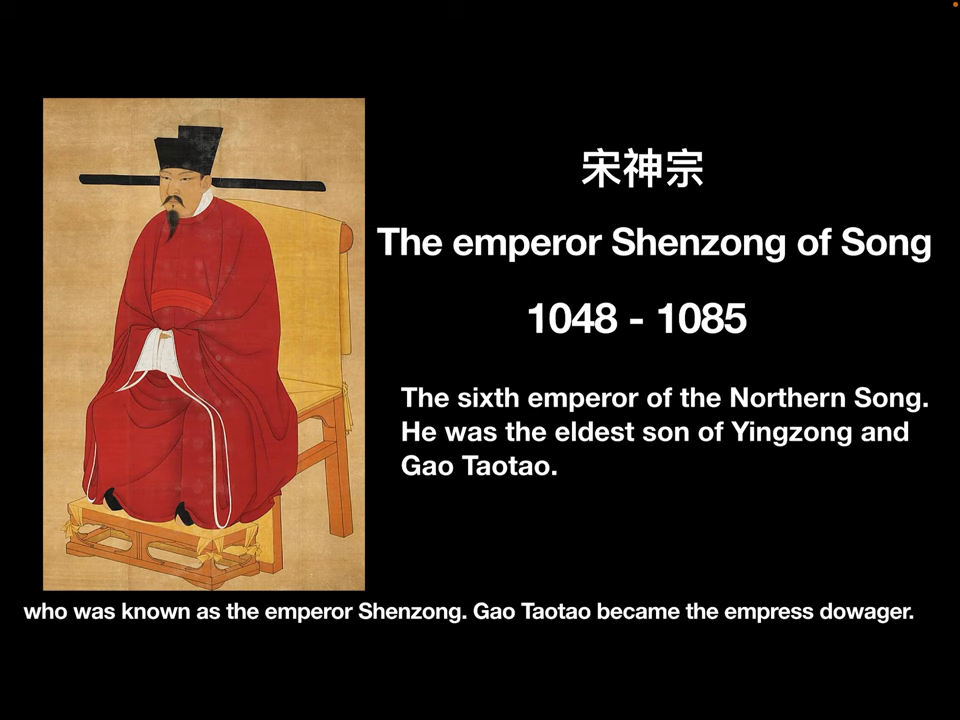 宋神宗
The emperor Shenzong of Song
1048 - 1085
The sixth emperor of the Northern Song.
He was the eldest son of Yingzong and
Gao Taotao.
who was known as the emperor Shenzong. Gao Taotao became the empress dowager.